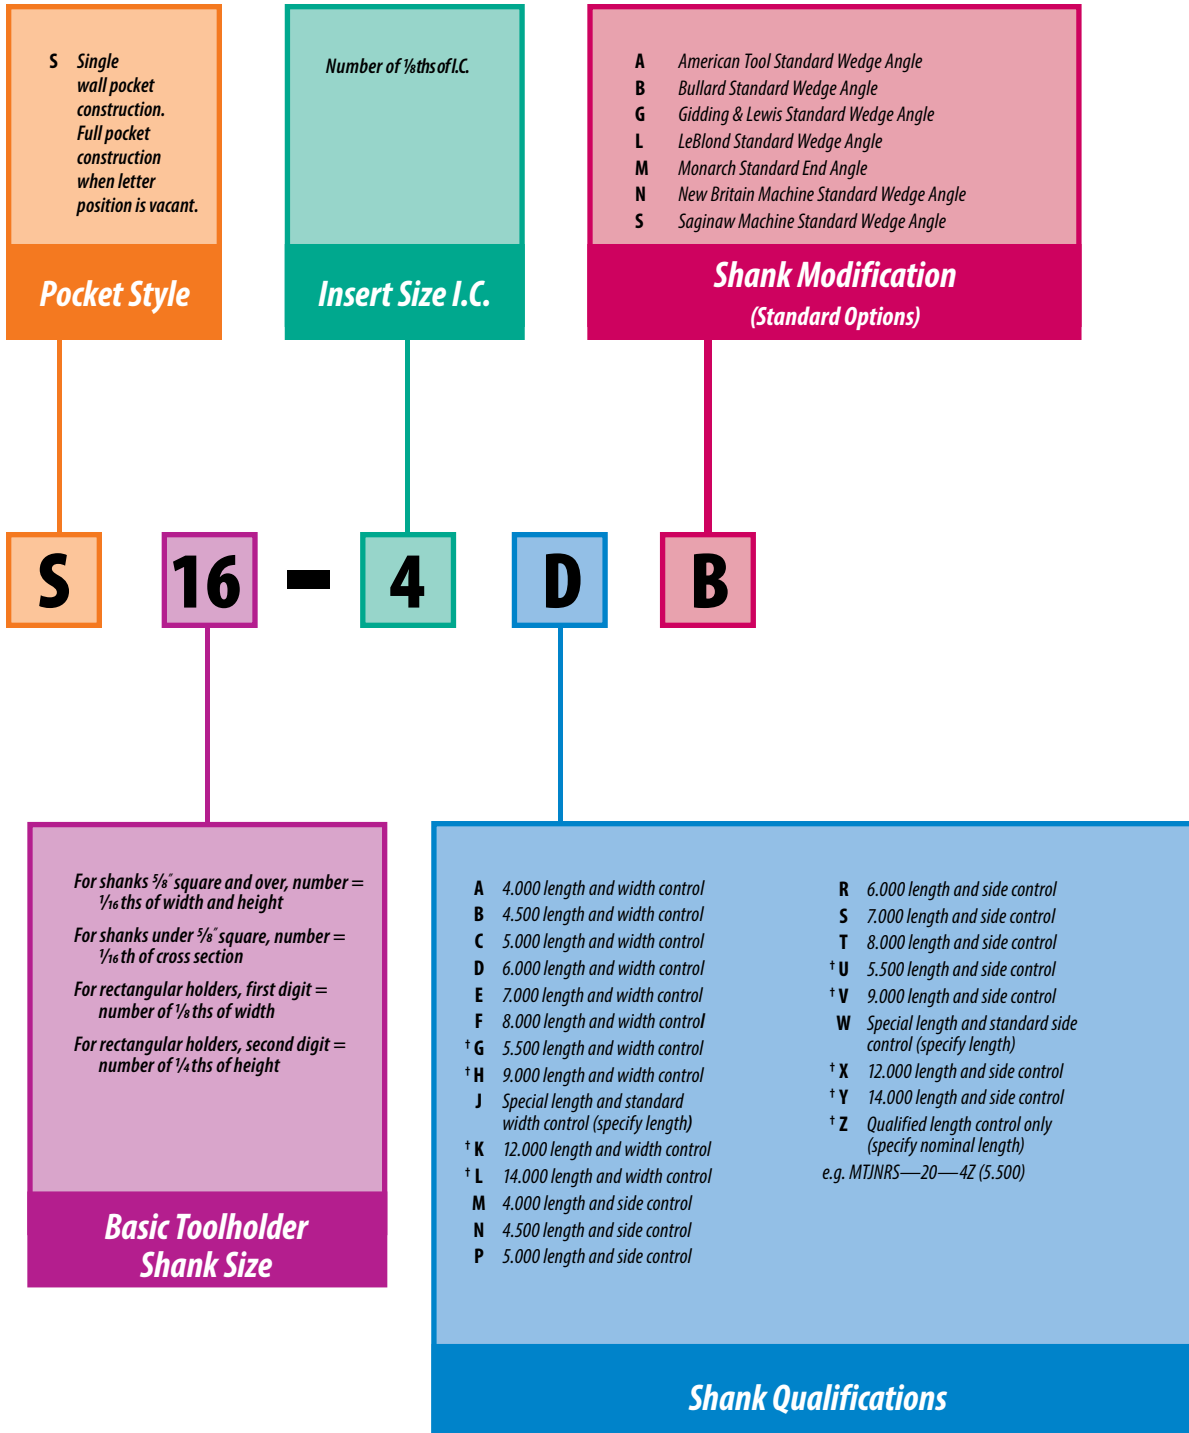 S Single
wall pocket
construction.
Full pocket
construction
when letter
position is vacant.
Pocket Style
Number of ⅛ths of I.C.
Insert Size I.C.
A American Tool Standard Wedge Angle
B Bullard Standard Wedge Angle
G Gidding & Lewis Standard Wedge Angle
L LeBlond Standard Wedge Angle
M Monarch Standard End Angle
N New Britain Machine Standard Wedge Angle
S Saginaw Machine Standard Wedge Angle
Shank Modification
(Standard Options)
S 16 - 4 D B
For shanks 5/8″ square and over, number =
1/16 ths of width and height
For shanks under 5/8″ square, number =
1/16 th of cross section
For rectangular holders, first digit =
number of 1/8 ths of width
For rectangular holders, second digit =
number of 1/4 ths of height
Basic Toolholder
Shank Size
A 4.000 length and width control
B 4.500 length and width control
C 5.000 length and width control
D 6.000 length and width control
E 7.000 length and width control
F 8.000 length and width control
† G 5.500 length and width control
† H 9.000 length and width control
J Special length and standard
width control (specify length)
† K 12.000 length and width control
† L 14.000 length and width control
M 4.000 length and side control
N 4.500 length and side control
P 5.000 length and side control
R 6.000 length and side control
S 7.000 length and side control
T 8.000 length and side control
† U 5.500 length and side control
† V 9.000 length and side control
W Special length and standard side
control (specify length)
† X 12.000 length and side control
† Y 14.000 length and side control
† Z Qualified length control only
(specify nominal length)
e.g. MTJNRS—20—4Z (5.500)
Shank Qualifications